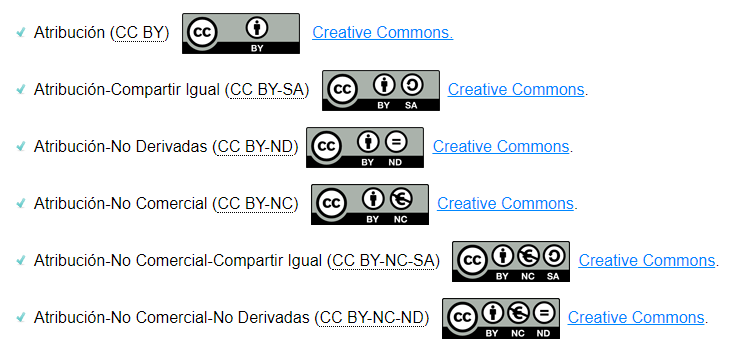 Atribución (CC BY) cc BY Creative Commons.
Atribución-Compartir Igual (CC BY-SA) cc BY SA Creative Commons.
Atribución-No Derivadas (CC BY-ND) cc BY ND Creative Commons.
Atribución-No Comercial (CC BY-NC) cc BY NC Creative Commons.
Atribución-No Comercial-Compartir Igual (CC BY-NC-SA) cc BY NC SA Creative Commons.
Atribución-No Comercial-No Derivadas (CC BY-NC-ND) cc BY NC ND Creative Commons.